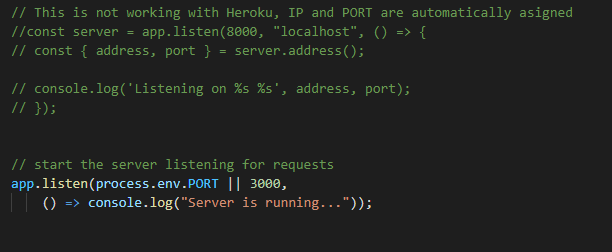 // This is not working with Heroku, IP and PORT are automatically asigned
//const server = app.listen(8000, "localhost", () => {
// const { address, port } = server.address();
// console.log('Listening on %s %s', address, port);
// });
// start the server listening for requests
app.listen(process.env.PORT || 3000,
() => console.log("Server is running..."));